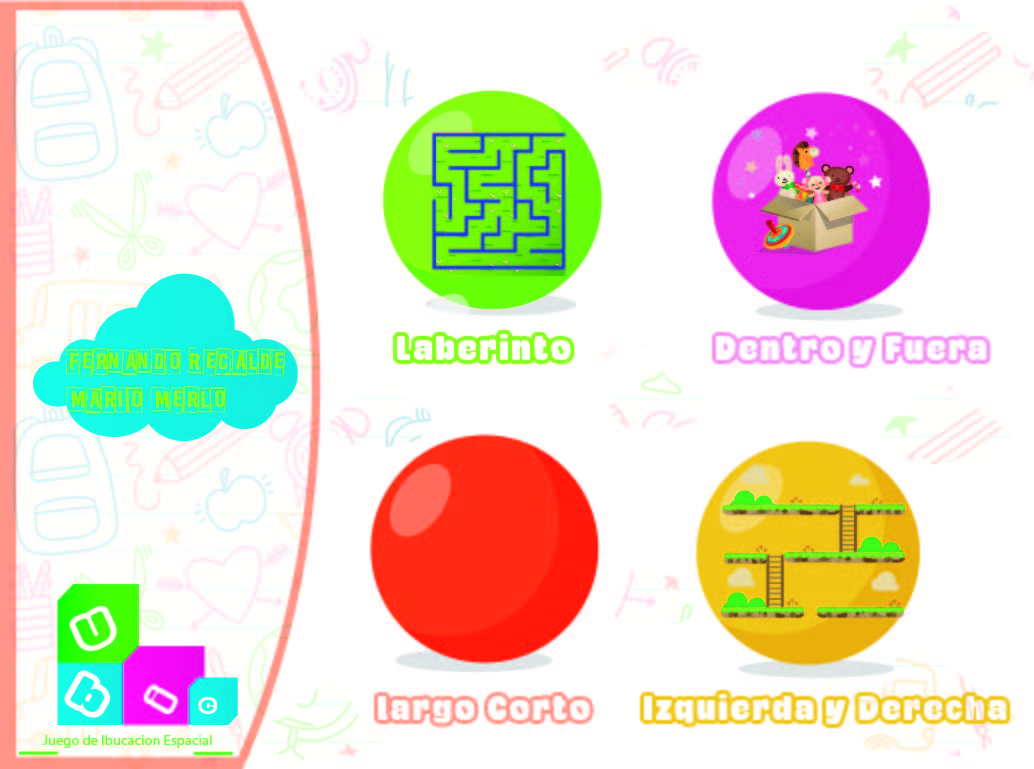 FERNANDO RECALDE
MARIO MERLO
U
B i c
Juego de Ibucacion Espacial
Laberinto
Dentro y Fuera
largo Corto
Izquierda y Derecha